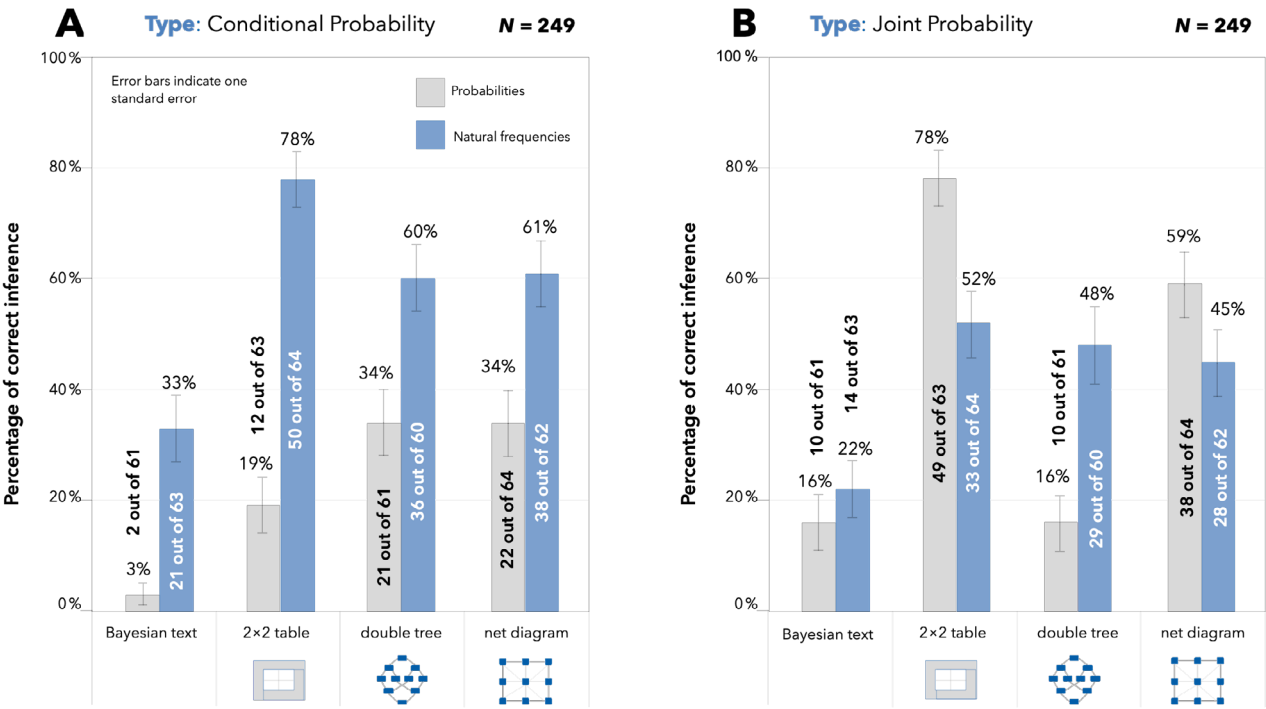 A
Type: Conditional Probability
N = 249
Percentage of correct inference
100 %
80 %
60 %
40 %
20 %
0 %
Error bars indicate one
standard error
Probabilities
Natural frequencies
3%
2 out of 61
33%
21 out of 63
19%
12 out of 63
78%
50 out of 64
34%
21 out of 61
60%
36 out of 60
34%
22 out of 64
61%
38 out of 62
Bayesian text
2×2 table
double tree
net diagram
B
Type: Joint Probability
N = 249
Percentage of correct inference
100 %
80 %
60 %
40 %
20 %
0 %
16%
10 out of 61
22%
14 out of 63
78%
49 out of 63
52%
33 out of 64
16%
10 out of 61
48%
29 out of 60
59%
38 out of 64
45%
28 out of 62
Bayesian text
2×2 table
double tree
net diagram